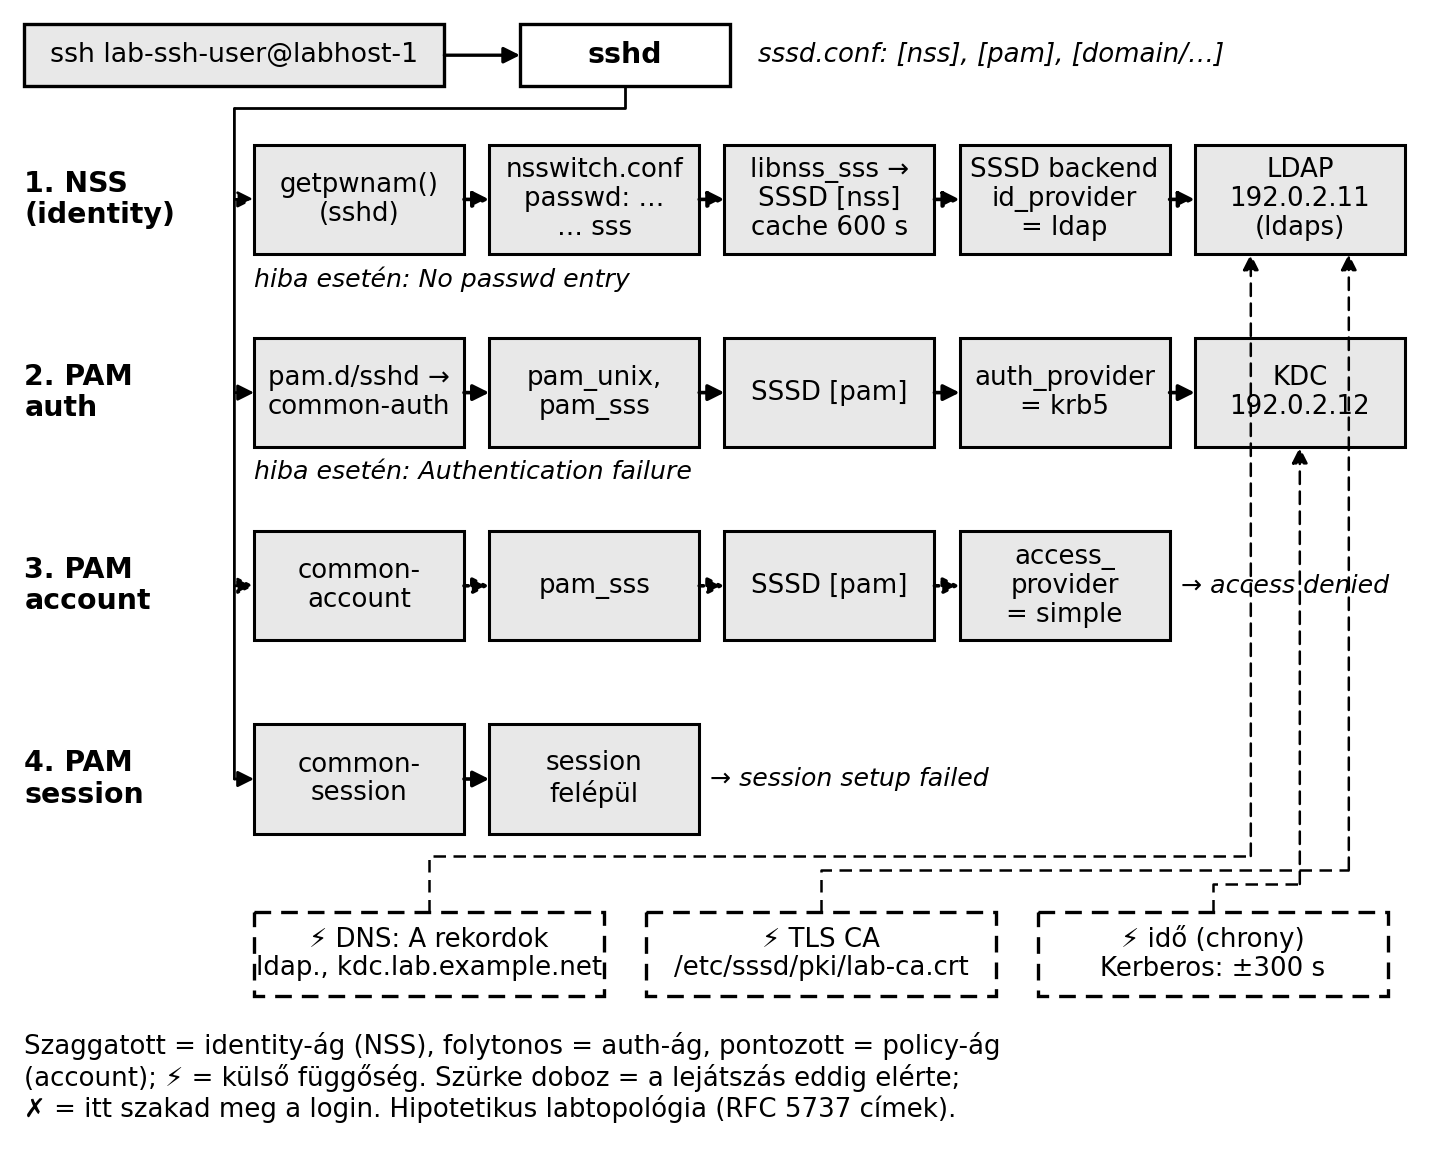 ssh lab-ssh-user@labhost-1
sshd
sssd.conf: [nss], [pam], [domain/…]
1. NSS
(identity)
getpwnam()
(sshd)
nsswitch.conf
passwd: …
… sss
libnss_sss →
SSSD [nss]
cache 600 s
SSSD backend
id_provider
= ldap
LDAP
192.0.2.11
(ldaps)
hiba esetén: No passwd entry
2. PAM
auth
pam.d/sshd →
common-auth
pam_unix,
pam_sss
SSSD [pam]
auth_provider
= krb5
KDC
192.0.2.12
hiba esetén: Authentication failure
3. PAM
account
common-
account
pam_sss
SSSD [pam]
access_
provider
= simple
→ access denied
4. PAM
session
common-
session
session
felépül
→ session setup failed
⚡ DNS: A rekordok
ldap., kdc.lab.example.net
⚡ TLS CA
/etc/sssd/pki/lab-ca.crt
⚡ idő (chrony)
Kerberos: ±300 s
Szaggatott = identity-ág (NSS), folytonos = auth-ág, pontozott = policy-ág
(account); ⚡ = külső függőség. Szürke doboz = a lejátszás eddig elérte;
✗ = itt szakad meg a login. Hipotetikus labtopológia (RFC 5737 címek).